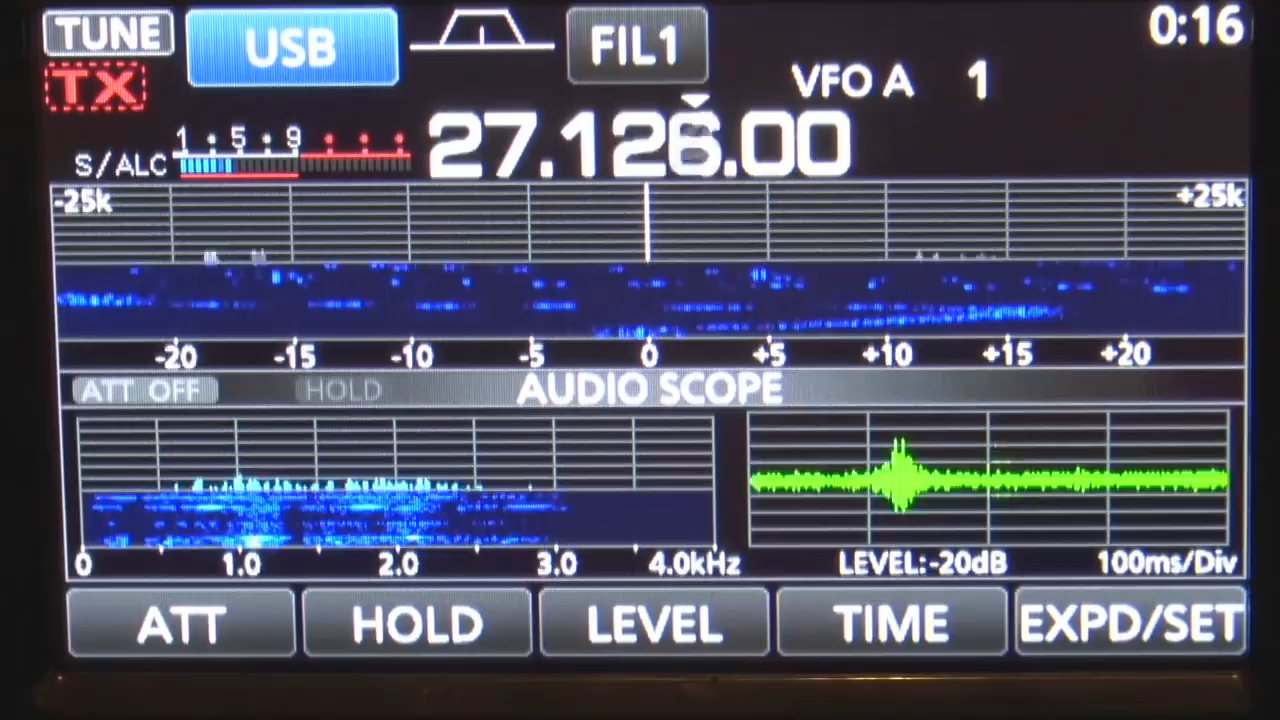 TUNE USB FIL1 0:16
TX VFO A 1
1 5 9
S/ALC 27.126.00
-25k +25k
-20 -15 -10 -5 0 +5 +10 +15 +20
ATT OFF HOLD AUDIO SCOPE
0 1.0 2.0 3.0 4.0kHz LEVEL:-20dB 100ms/Div
ATT HOLD LEVEL TIME EXPD/SET